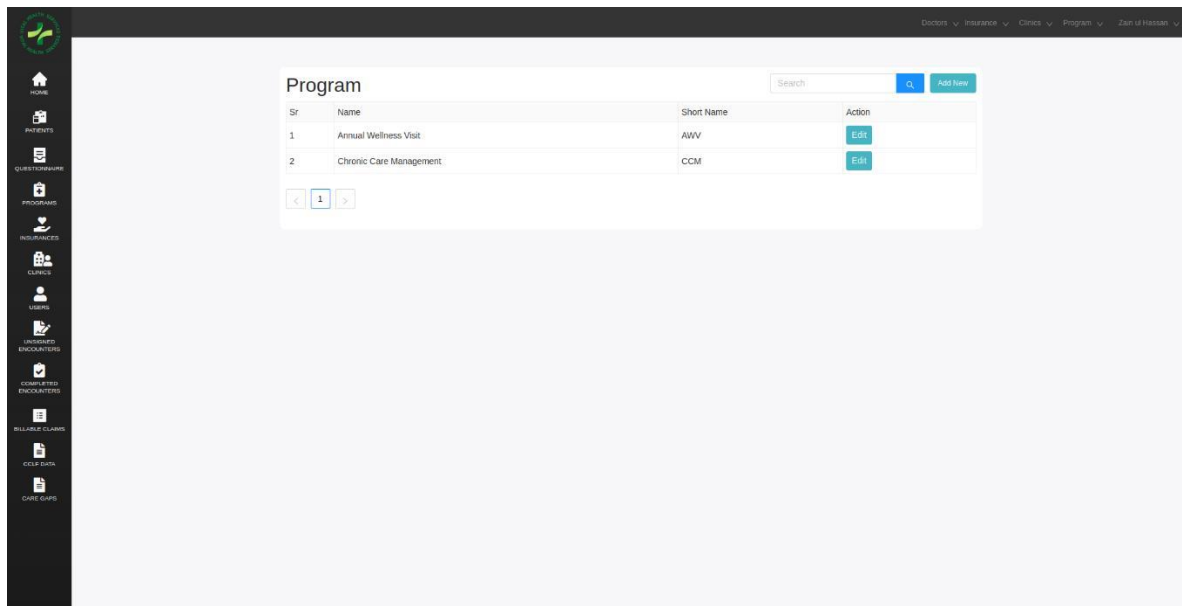 Doctors Insurance Clinics Program Zain ul Hassan
HOME
PATIENTS
QUESTIONNAIRE
PROGRAMS
INSURANCES
CLINICS
USERS
UNSIGNED
ENCOUNTERS
COMPLETED
ENCOUNTERS
BILLABLE CLAIMS
CCLF DATA
CARE GAPS
Program Search Add New
Sr Name Short Name Action
1 Annual Wellness Visit AWV Edit
2 Chronic Care Management CCM Edit
< 1 >